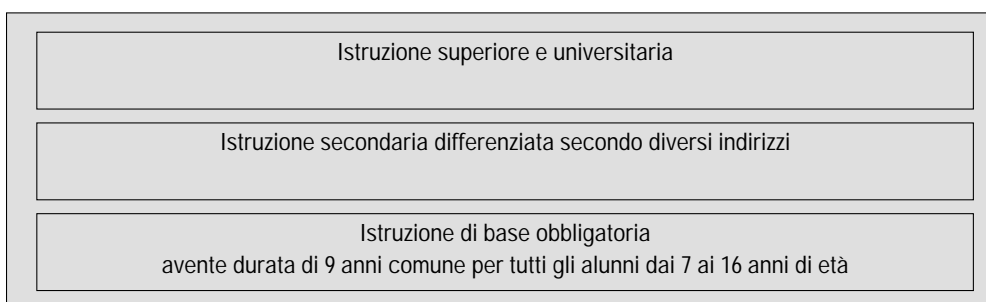 Istruzione superiore e universitaria
Istruzione secondaria differenziata secondo diversi indirizzi
Istruzione di base obbligatoria
avente durata di 9 anni comune per tutti gli alunni dai 7 ai 16 anni di età